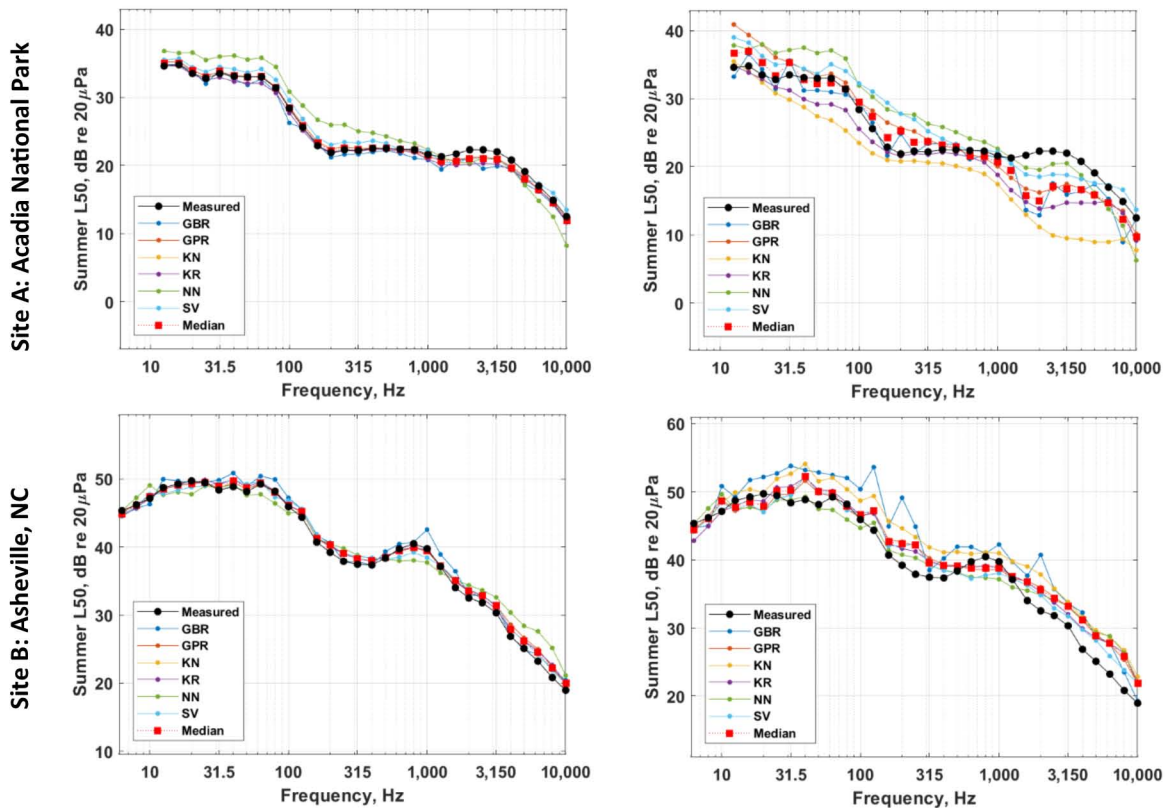 Site A: Acadia National Park
Summer L50, dB re 20μPa
40
30
20
10
0
Measured
GBR
GPR
KN
KR
NN
SV
Median
10 31.5 100 315 1,000 3,150 10,000
Frequency, Hz
Summer L50, dB re 20μPa
40
30
20
10
0
Measured
GBR
GPR
KN
KR
NN
SV
Median
10 31.5 100 315 1,000 3,150 10,000
Frequency, Hz
Site B: Asheville, NC
Summer L50, dB re 20μPa
50
40
30
20
10
Measured
GBR
GPR
KN
KR
NN
SV
Median
10 31.5 100 315 1,000 3,150 10,000
Frequency, Hz
Summer L50, dB re 20μPa
60
50
40
30
20
Measured
GBR
GPR
KN
KR
NN
SV
Median
10 31.5 100 315 1,000 3,150 10,000
Frequency, Hz